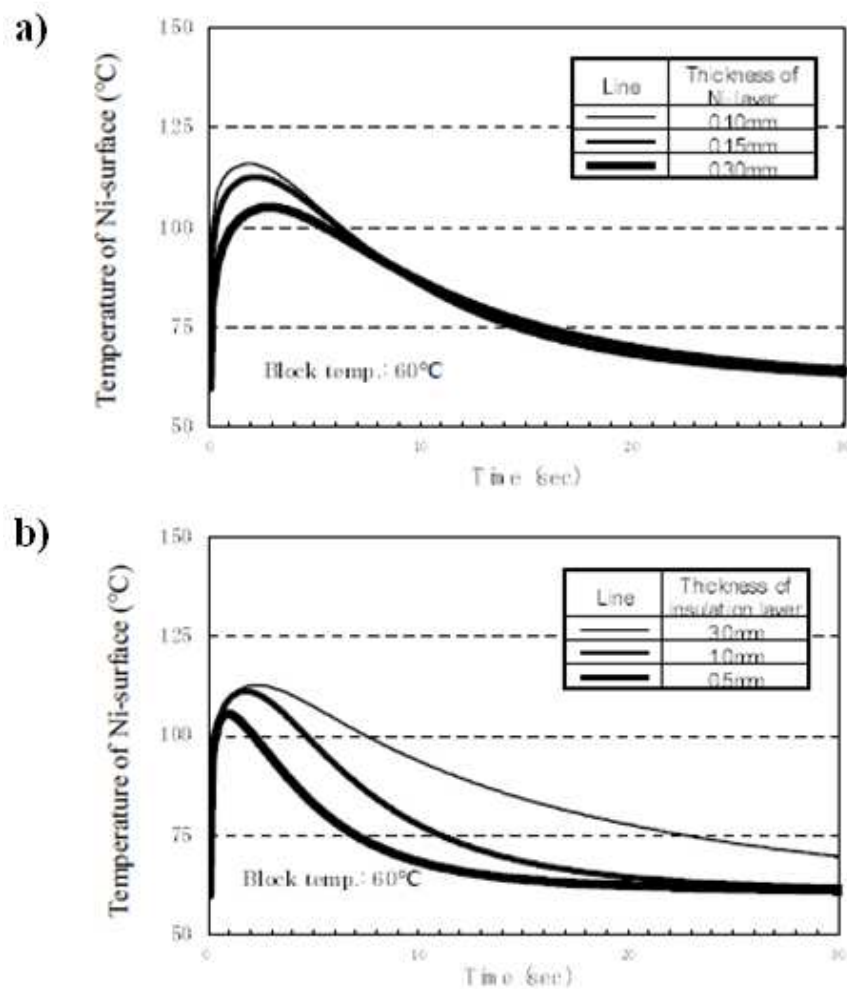 a)
Temperature of Ni-surface (°C)
150
125
100
75
50
Line
Thickness of
Ni-layer
0.10mm
0.15mm
0.30mm
Block temp.: 60℃
0
10
20
30
Time (sec)
b)
Temperature of Ni-surface (°C)
150
125
100
75
50
Line
Thickness of
insulation layer
3.0mm
1.0mm
0.5mm
Block temp.: 60℃
0
10
20
30
Time (sec)